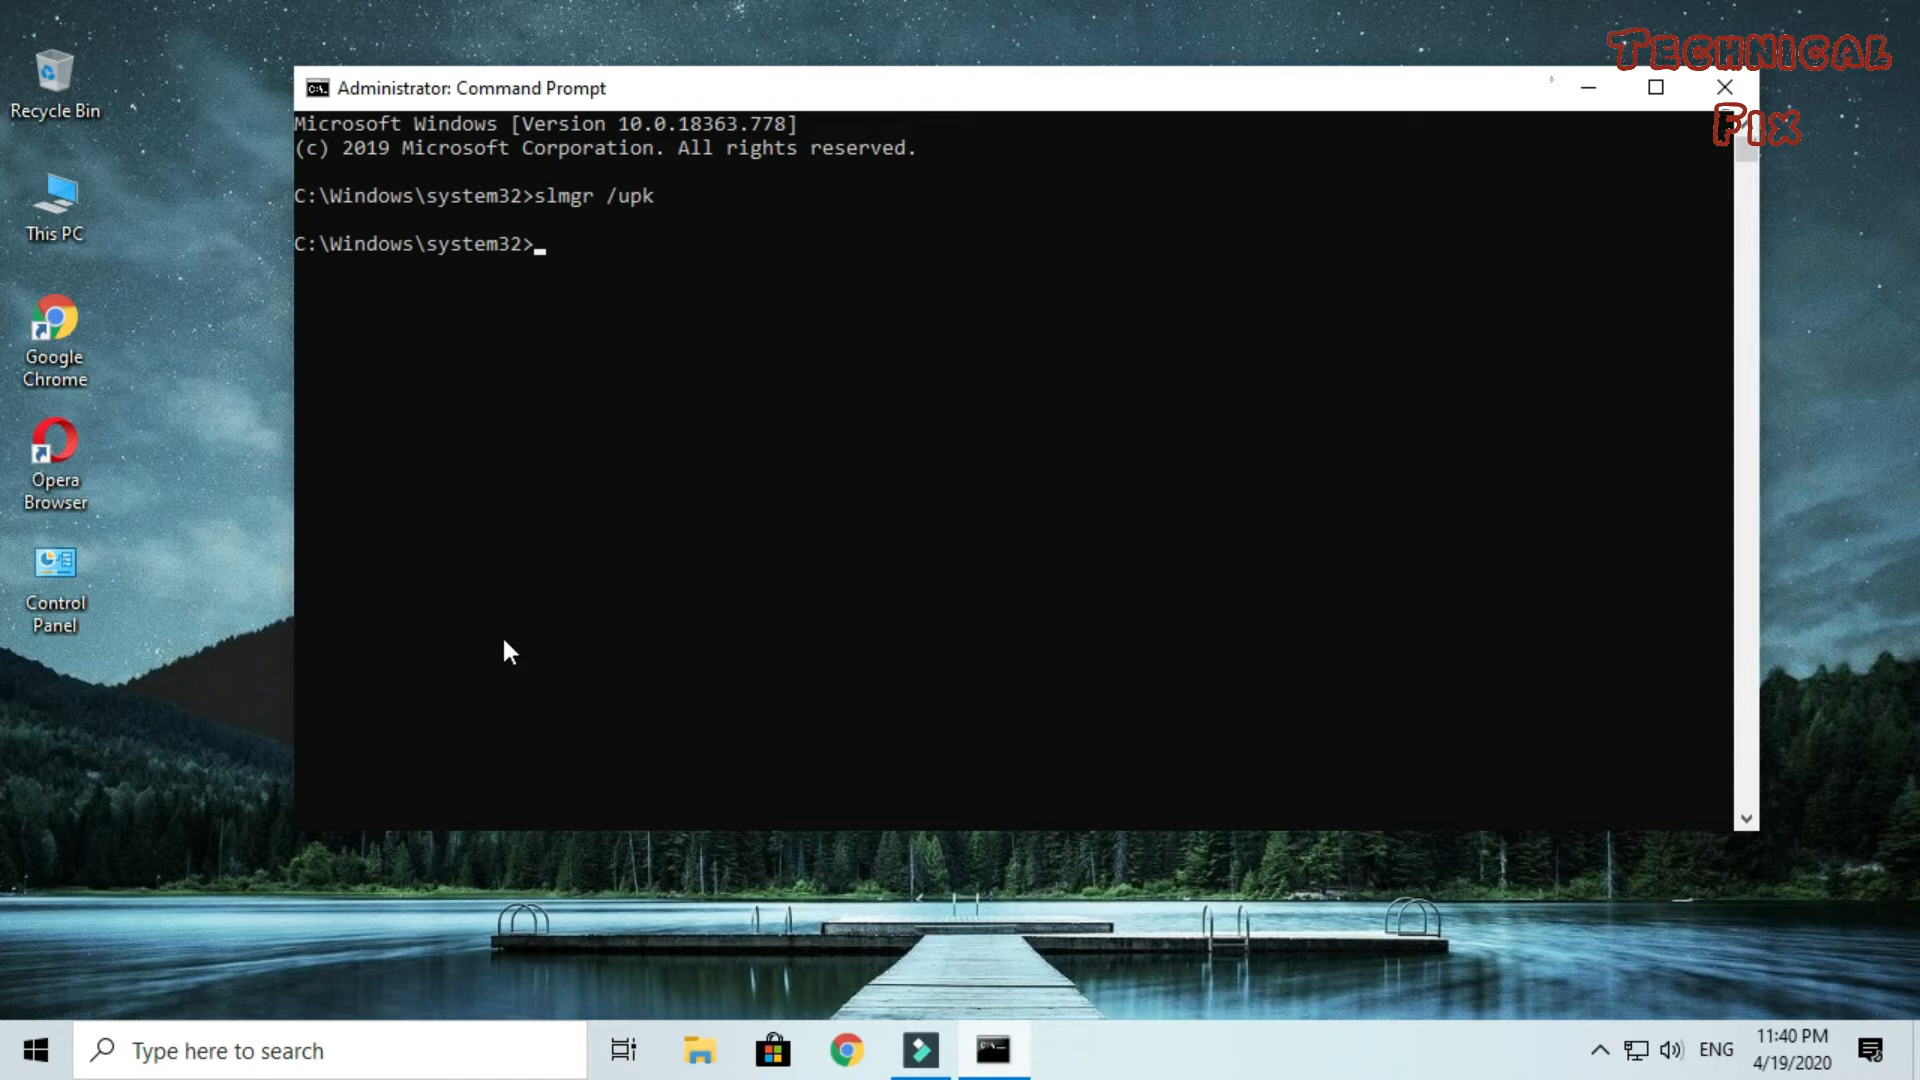 Technical
Fix
Recycle Bin
This PC
Google
Chrome
Opera
Browser
Control
Panel
Administrator: Command Prompt
Microsoft Windows [Version 10.0.18363.778]
(c) 2019 Microsoft Corporation. All rights reserved.
C:\Windows\system32>slmgr /upk
C:\Windows\system32>
Type here to search
ENG
11:40 PM
4/19/2020